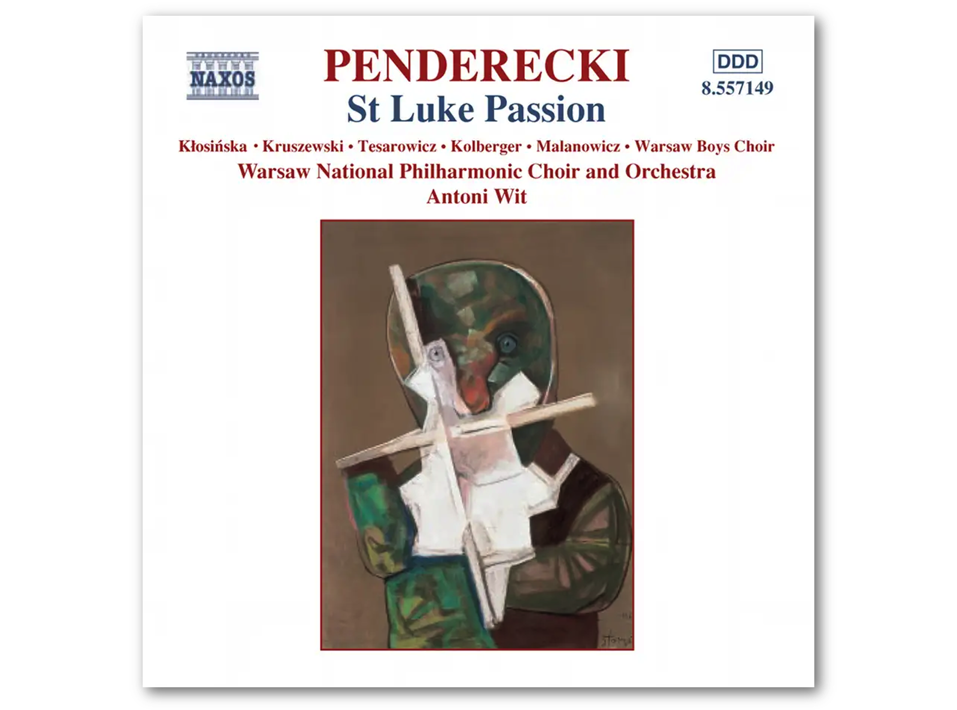 PENDERECKI
NAXOS
DDD
8.557149
St Luke Passion
Kłosińska • Kruszewski • Tesarowicz • Kolberger • Malanowicz • Warsaw Boys Choir
Warsaw National Philharmonic Choir and Orchestra
Antoni Wit